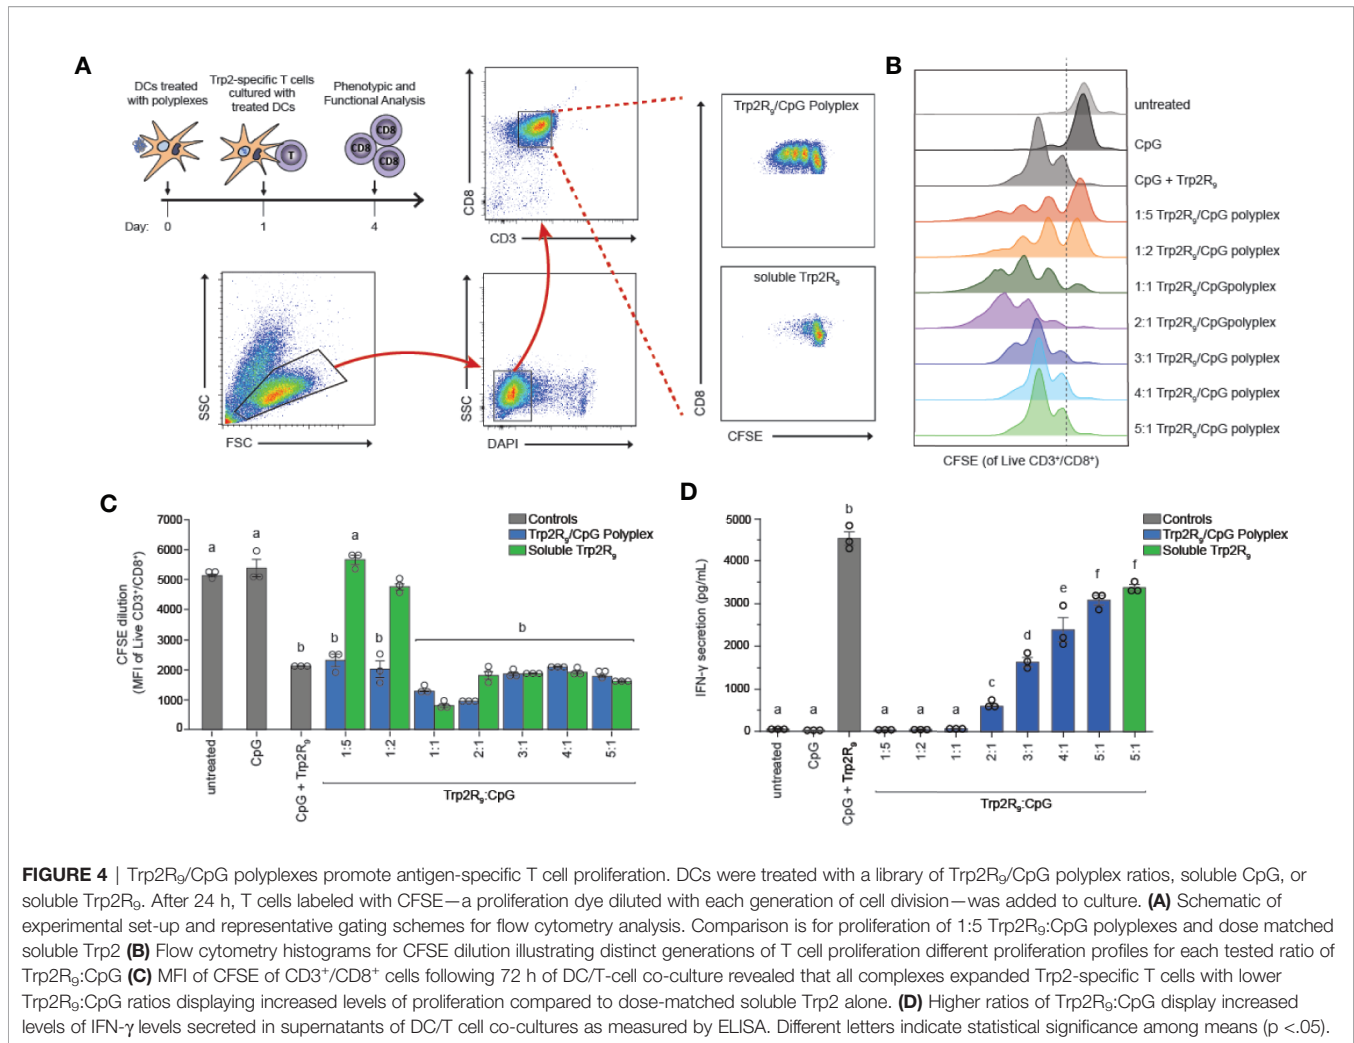 A
DCs treated
with polyplexes
Trp2-specific T cells
cultured with
treated DCs
Phenotypic and
Functional Analysis
T
CD8
CD8
CD8
Day:
0
1
4
CD8
CD3
SSC
FSC
SSC
DAPI
Trp2R₉/CpG Polyplex
soluble Trp2R₉
CD8
CFSE
B
untreated
CpG
CpG + Trp2R₉
1:5 Trp2R₉/CpG polyplex
1:2 Trp2R₉/CpG polyplex
1:1 Trp2R₉/CpGpolyplex
2:1 Trp2R₉/CpGpolyplex
3:1 Trp2R₉/CpG polyplex
4:1 Trp2R₉/CpG polyplex
5:1 Trp2R₉/CpG polyplex
CFSE (of Live CD3⁺/CD8⁺)
C
CFSE dilution
(MFI of Live CD3⁺/CD8⁺)
7000
6000
5000
4000
3000
2000
1000
0
a
a
b
b
a
b
a
b
Controls
Trp2R₉/CpG Polyplex
Soluble Trp2R₉
untreated
CpG
CpG + Trp2R₉
1:5
1:2
1:1
2:1
3:1
4:1
5:1
Trp2R₉:CpG
D
IFN-γ secretion (pg/mL)
5000
4000
3000
2000
1000
0
a
a
b
a
a
a
c
d
e
f
f
Controls
Trp2R₉/CpG Polyplex
Soluble Trp2R₉
untreated
CpG
CpG + Trp2R₉
1:5
1:2
1:1
2:1
3:1
4:1
5:1
5:1
Trp2R₉:CpG
FIGURE 4 | Trp2R₉/CpG polyplexes promote antigen-specific T cell proliferation. DCs were treated with a library of Trp2R₉/CpG polyplex ratios, soluble CpG, or
soluble Trp2R₉. After 24 h, T cells labeled with CFSE—a proliferation dye diluted with each generation of cell division—was added to culture. (A) Schematic of
experimental set-up and representative gating schemes for flow cytometry analysis. Comparison is for proliferation of 1:5 Trp2R₉:CpG polyplexes and dose matched
soluble Trp2 (B) Flow cytometry histograms for CFSE dilution illustrating distinct generations of T cell proliferation different proliferation profiles for each tested ratio of
Trp2R₉:CpG (C) MFI of CFSE of CD3⁺/CD8⁺ cells following 72 h of DC/T-cell co-culture revealed that all complexes expanded Trp2-specific T cells with lower
Trp2R₉:CpG ratios displaying increased levels of proliferation compared to dose-matched soluble Trp2 alone. (D) Higher ratios of Trp2R₉:CpG display increased
levels of IFN-γ levels secreted in supernatants of DC/T cell co-cultures as measured by ELISA. Different letters indicate statistical significance among means (p <.05).